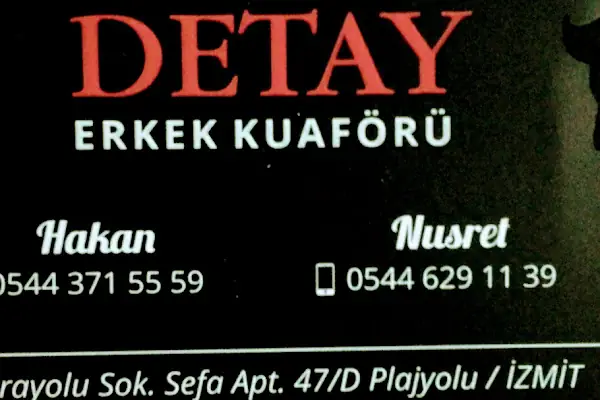 DETAY
ERKEK KUAFÖRÜ
Hakan Nusret
0544 371 55 59 0544 629 11 39
Sok. Sefa Apt. 47/D Plajyolu / İZMİT